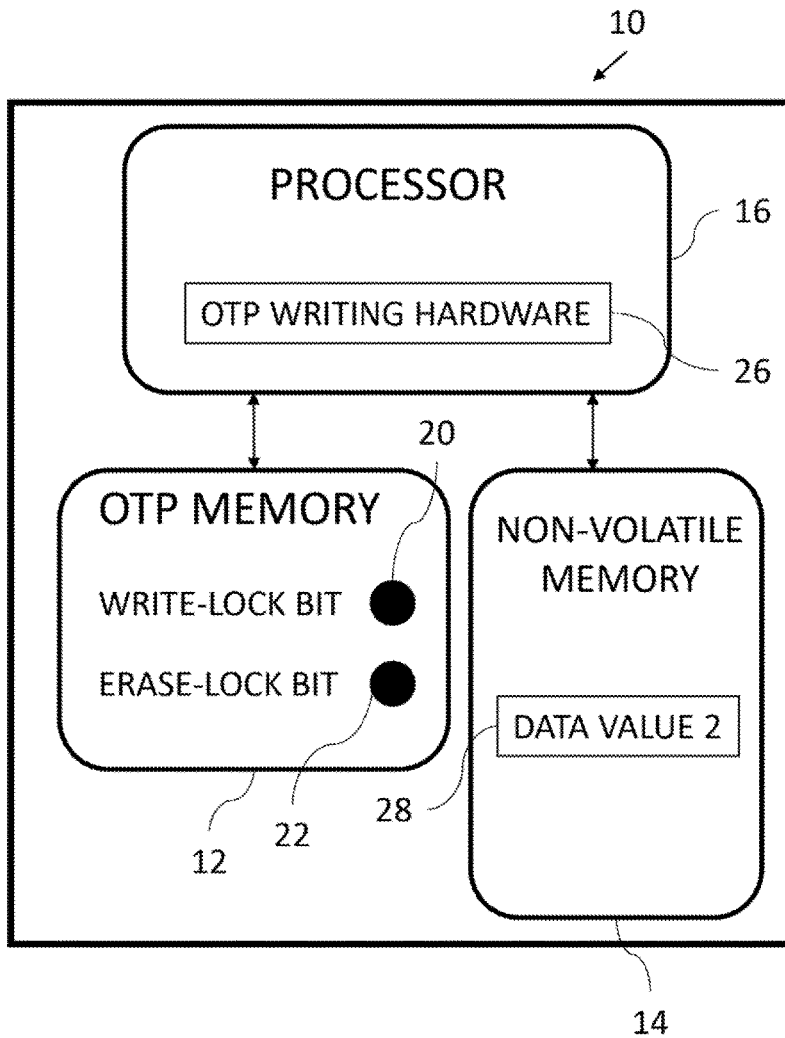 10
PROCESSOR
16
OTP WRITING HARDWARE
26
20
OTP MEMORY
WRITE-LOCK BIT
ERASE-LOCK BIT
NON-VOLATILE
MEMORY
DATA VALUE 2
28
22
12
14